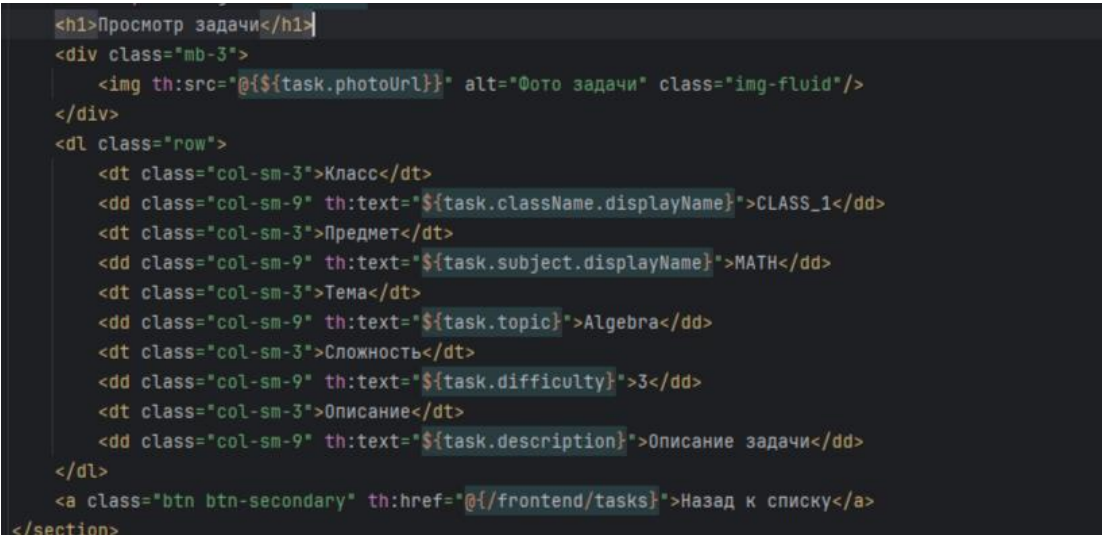 <h1>Просмотр задачи</h1>
<div class="mb-3">
<img th:src="@{${task.photoUrl}}" alt="Фото задачи" class="img-fluid"/>
</div>
<dl class="row">
<dt class="col-sm-3">Класс</dt>
<dd class="col-sm-9" th:text="${task.className.displayName}">CLASS_1</dd>
<dt class="col-sm-3">Предмет</dt>
<dd class="col-sm-9" th:text="${task.subject.displayName}">MATH</dd>
<dt class="col-sm-3">Тема</dt>
<dd class="col-sm-9" th:text="${task.topic}">Algebra</dd>
<dt class="col-sm-3">Сложность</dt>
<dd class="col-sm-9" th:text="${task.difficulty}">3</dd>
<dt class="col-sm-3">Описание</dt>
<dd class="col-sm-9" th:text="${task.description}">Описание задачи</dd>
</dl>
<a class="btn btn-secondary" th:href="@{/frontend/tasks}">Назад к списку</a>
</section>